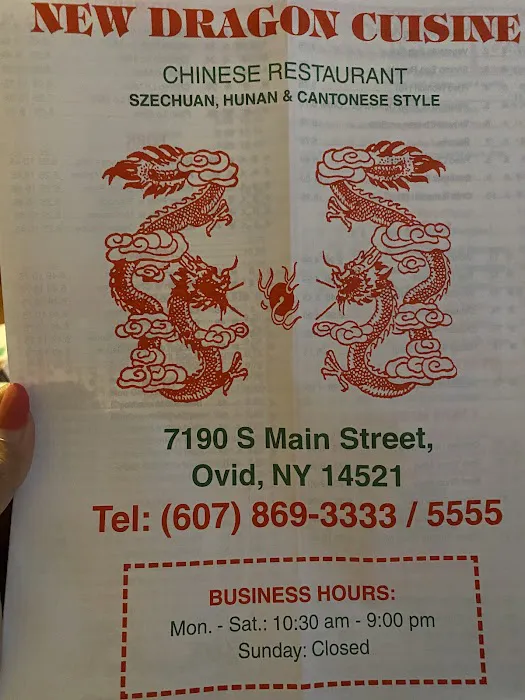 NEW DRAGON CUISINE
CHINESE RESTAURANT
SZECHUAN, HUNAN & CANTONESE STYLE
7190 S Main Street,
Ovid, NY 14521
Tel: (607) 869-3333 / 5555
BUSINESS HOURS:
Mon. - Sat.: 10:30 am - 9:00 pm
Sunday: Closed